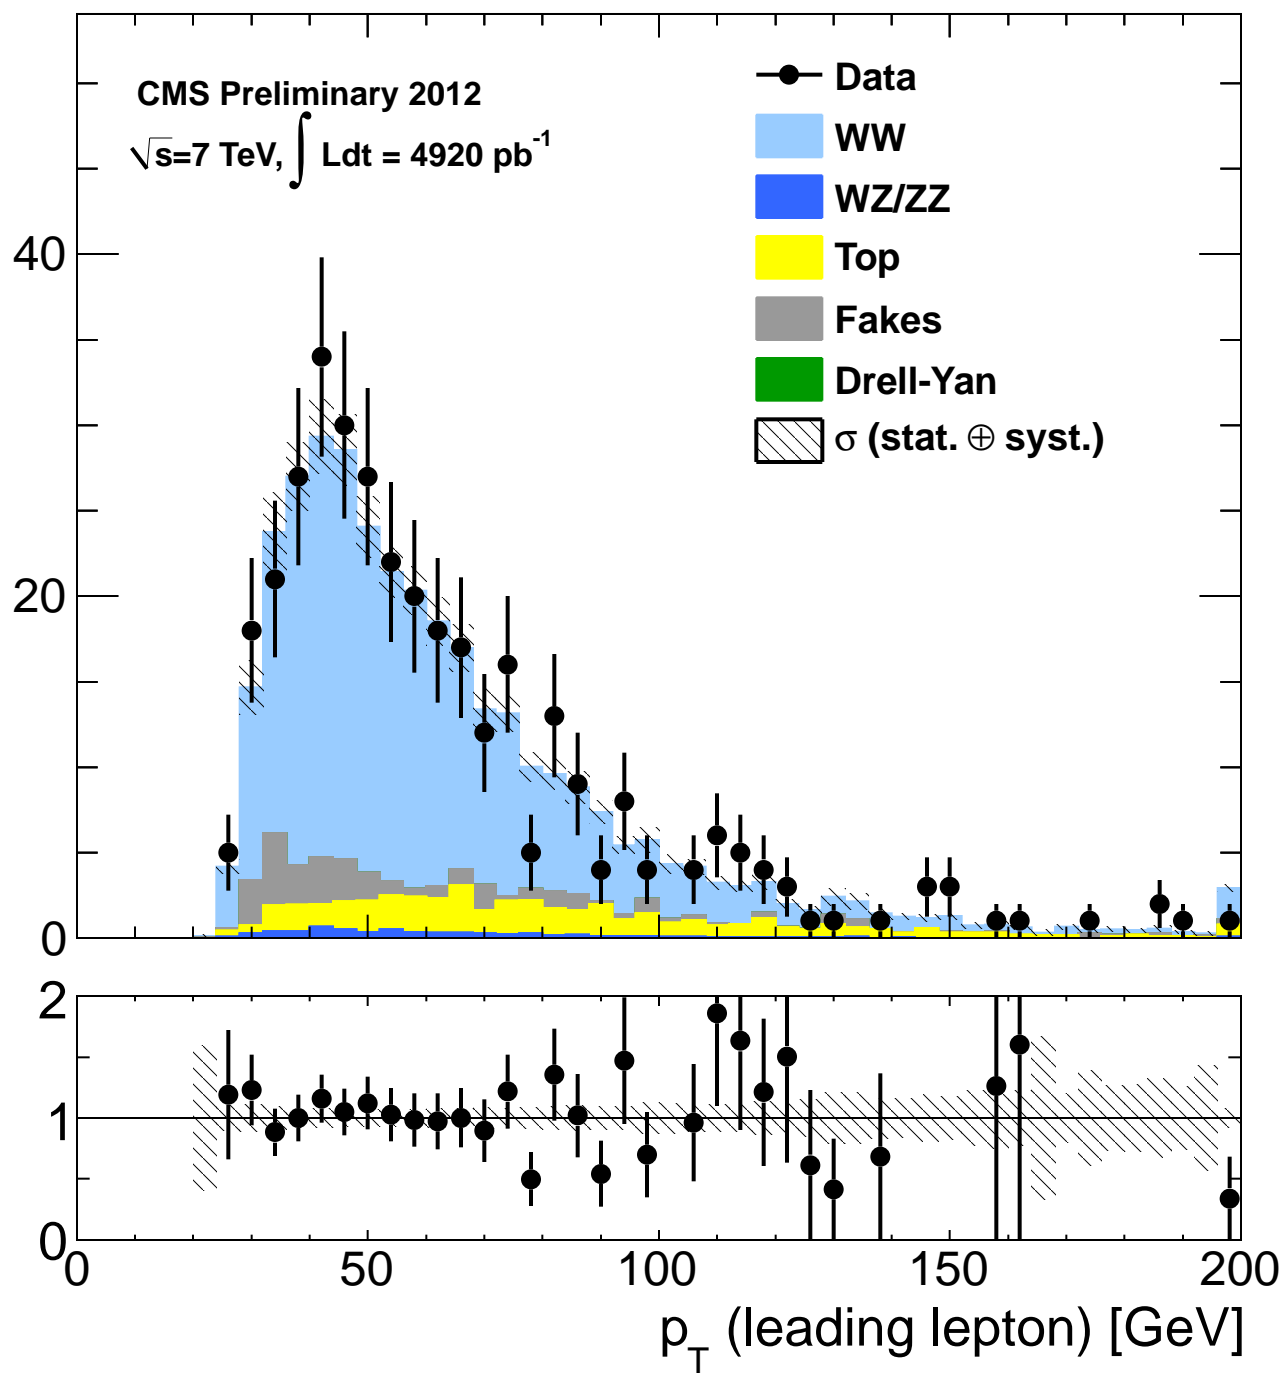 CMS Preliminary 2012
√s=7 TeV, ∫ Ldt = 4920 pb⁻¹
Data
WW
WZ/ZZ
Top
Fakes
Drell-Yan
σ (stat. ⊕ syst.)
40
20
0
2
1
0
0 50 100 150 200
p_T (leading lepton) [GeV]